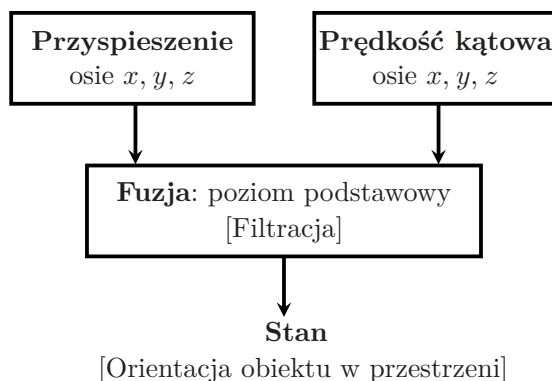 Przyspieszenie
osie x, y, z
Prędkość kątowa
osie x, y, z
Fuzja: poziom podstawowy
[Filtracja]
Stan
[Orientacja obiektu w przestrzeni]